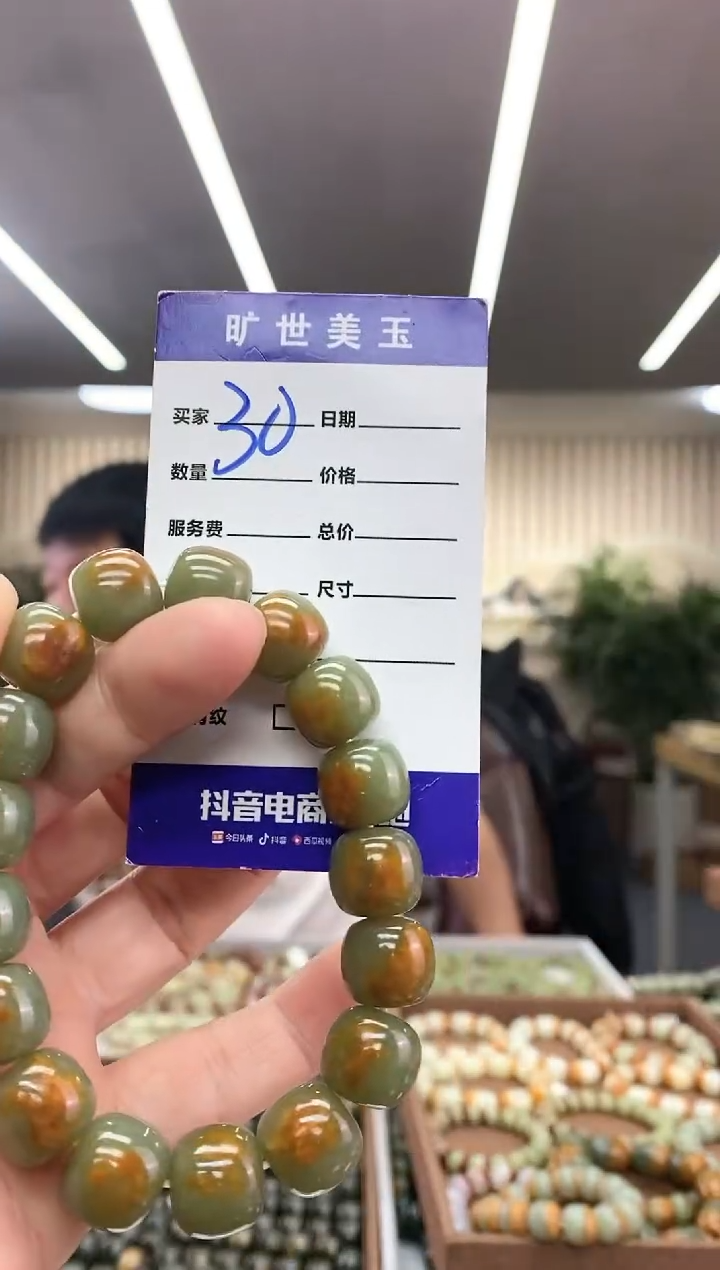 旷世美玉
买家 30 日期
数量 价格
服务费 总价
尺寸
纹
抖音电商
今日头条 抖音 西瓜视频